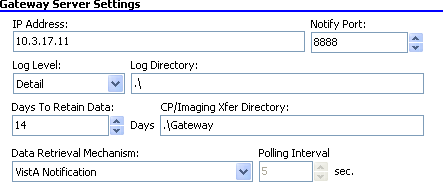 Gateway Server Settings
IP Address: Notify Port:
10.3.17.11 8888
Log Level: Log Directory:
Detail .\
Days To Retain Data: CP/Imaging Xfer Directory:
14 Days .\Gateway
Data Retrieval Mechanism: Polling Interval
VistA Notification 5 sec.